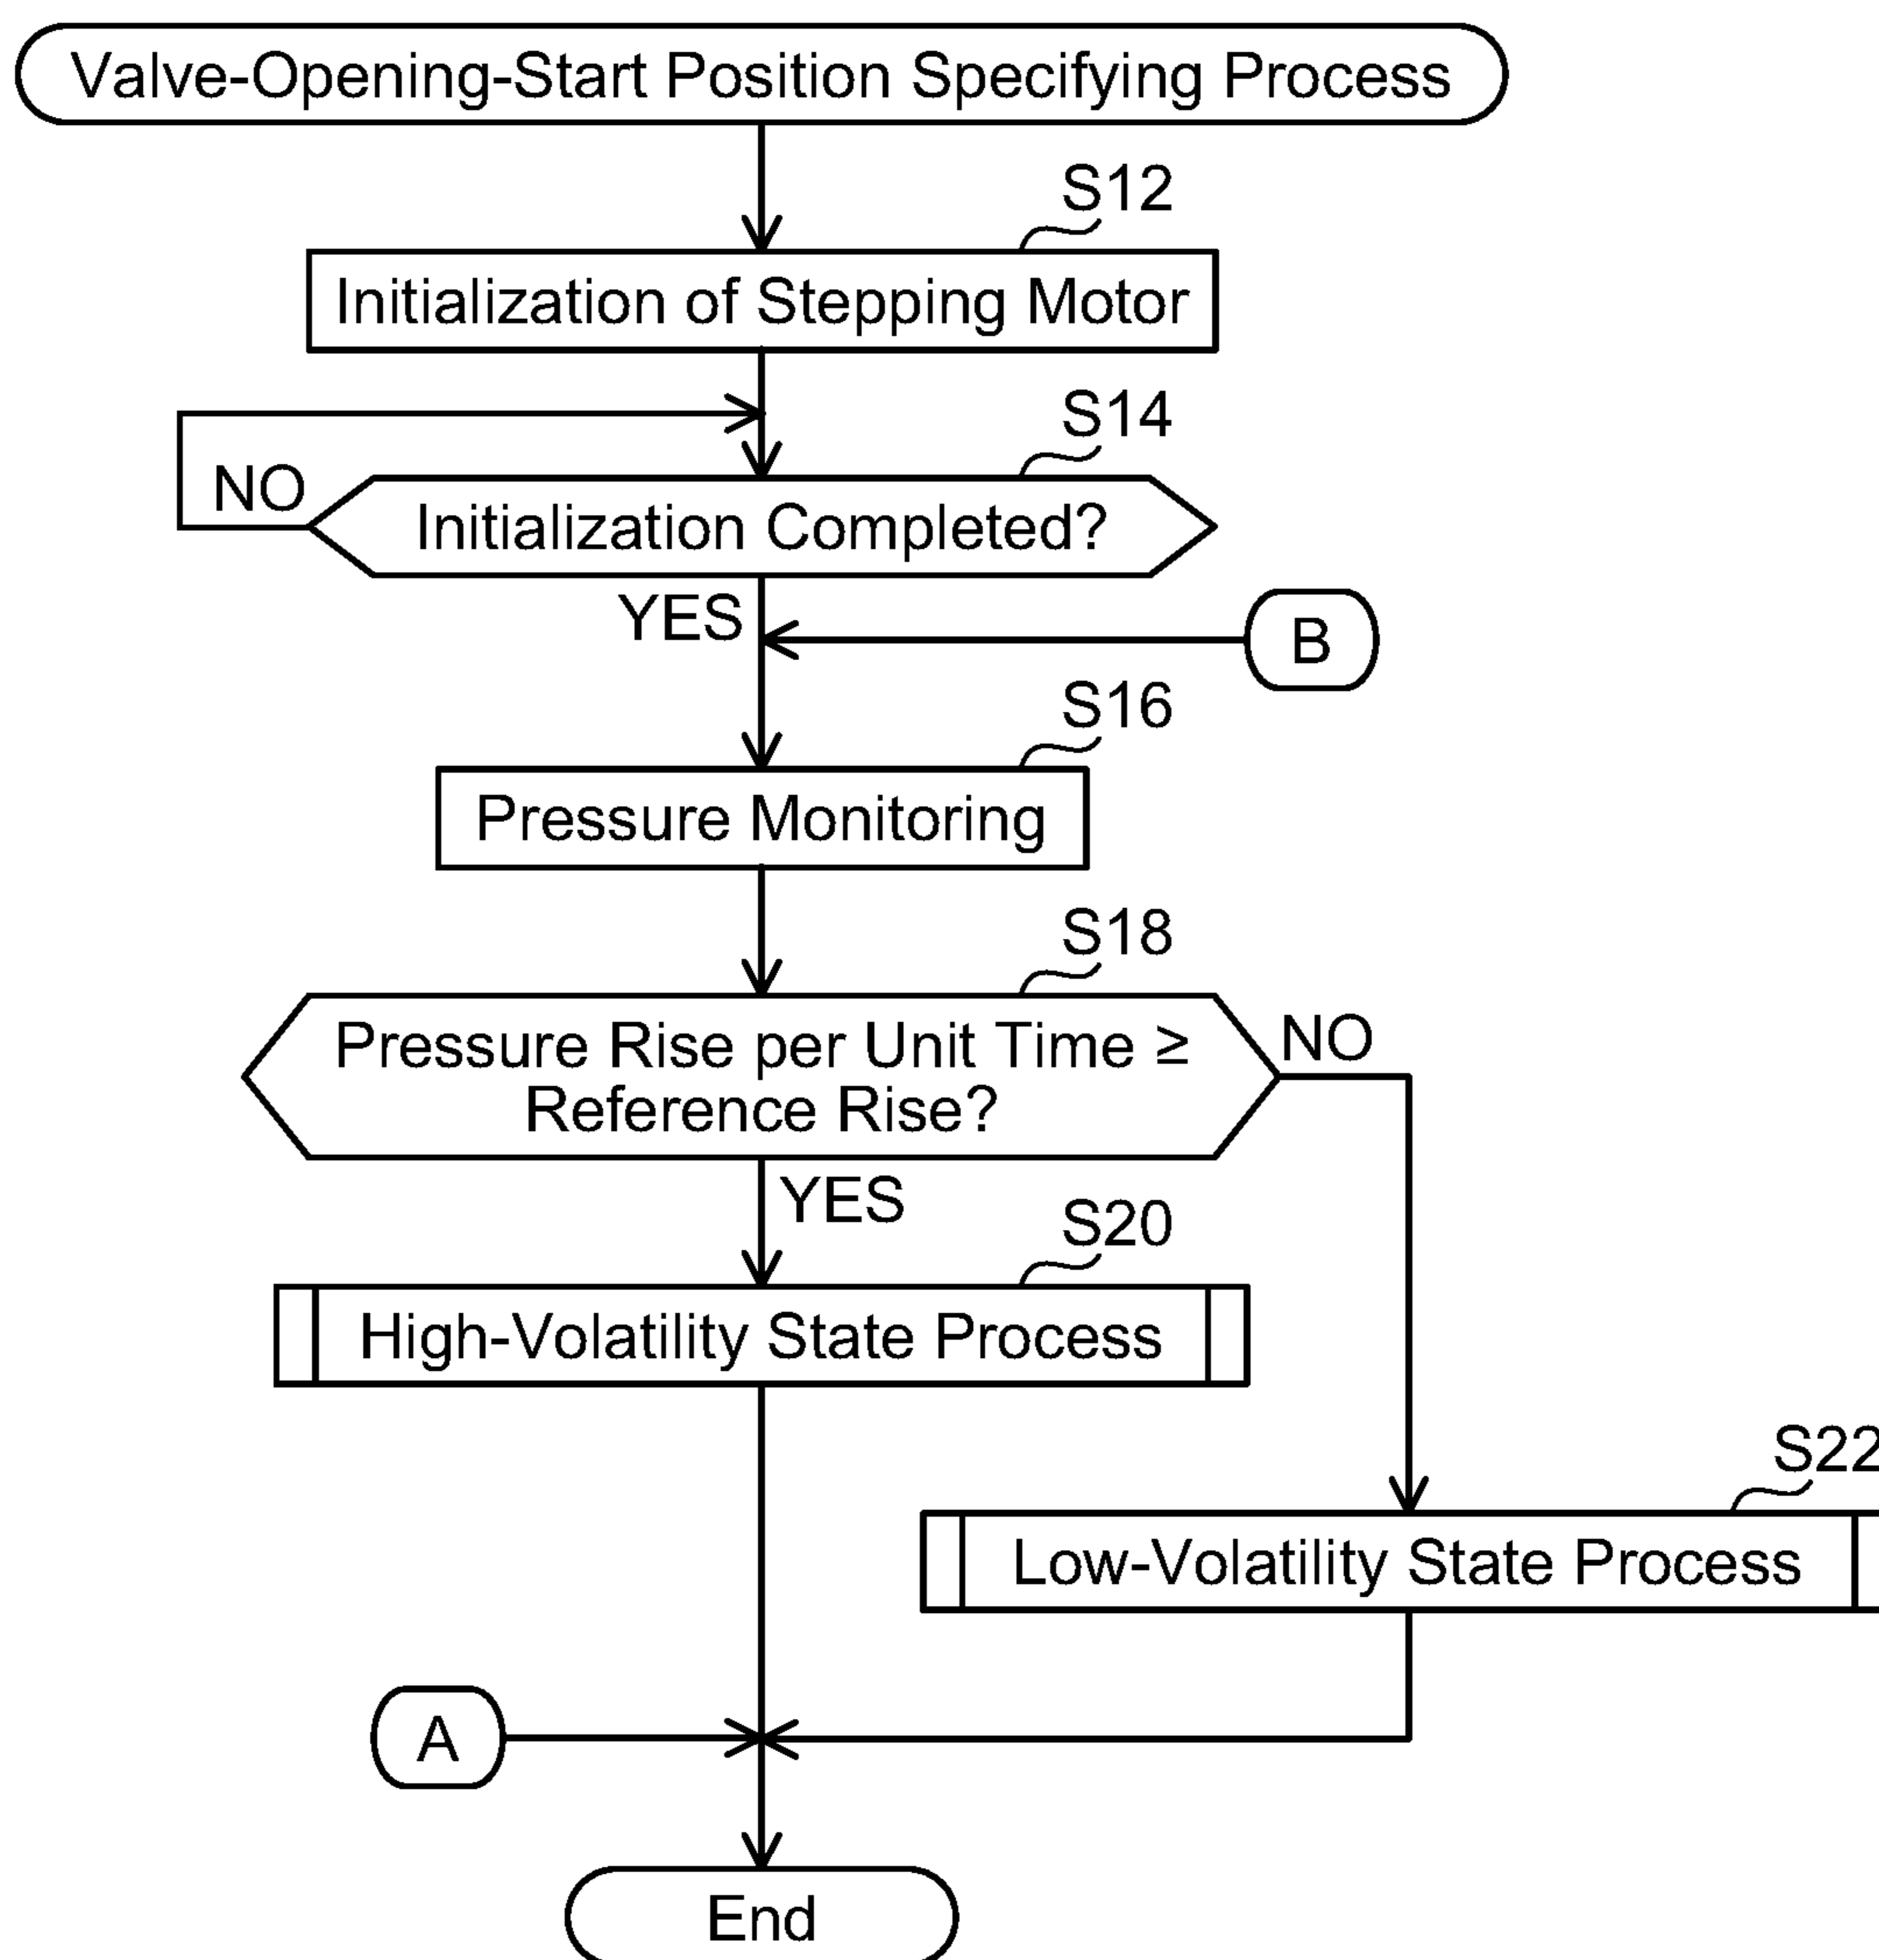 Valve-Opening-Start Position Specifying Process
S12
Initialization of Stepping Motor
S14
NO
Initialization Completed?
YES
B
S16
Pressure Monitoring
S18
Pressure Rise per Unit Time ≥
Reference Rise?
NO
YES
S20
High-Volatility State Process
S22
Low-Volatility State Process
A
End